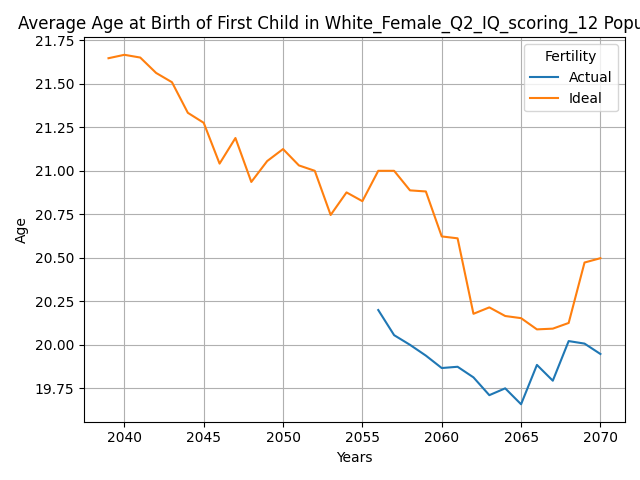 Average Age at Birth of First Child in White_Female_Q2_IQ_scoring_12 Popu
21.75
21.50
21.25
21.00
20.75
20.50
20.25
20.00
19.75
Age
Fertility
Actual
Ideal
2040 2045 2050 2055 2060 2065 2070
Years